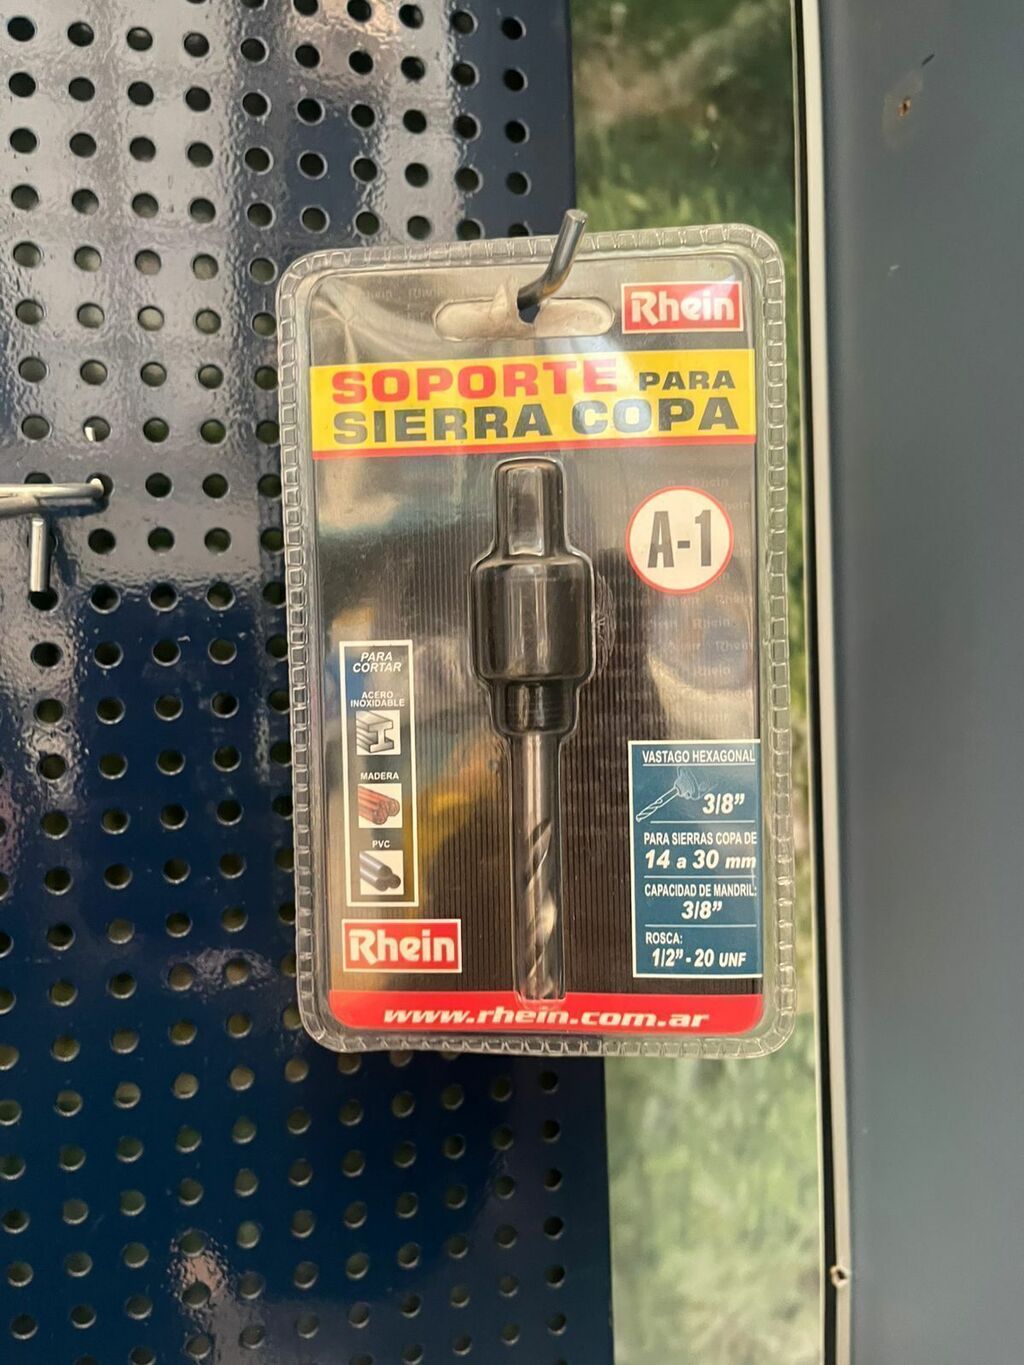 Rhein
SOPORTE PARA
SIERRA COPA
A-1
PARA
CORTAR
ACERO
INOXIDABLE
MADERA
PVC
VASTAGO HEXAGONAL
3/8"
PARA SIERRAS COPA DE
14 a 30 mm
CAPACIDAD DE MANDRIL:
3/8"
ROSCA:
1/2" - 20 UNF
Rhein
www.rhein.com.ar